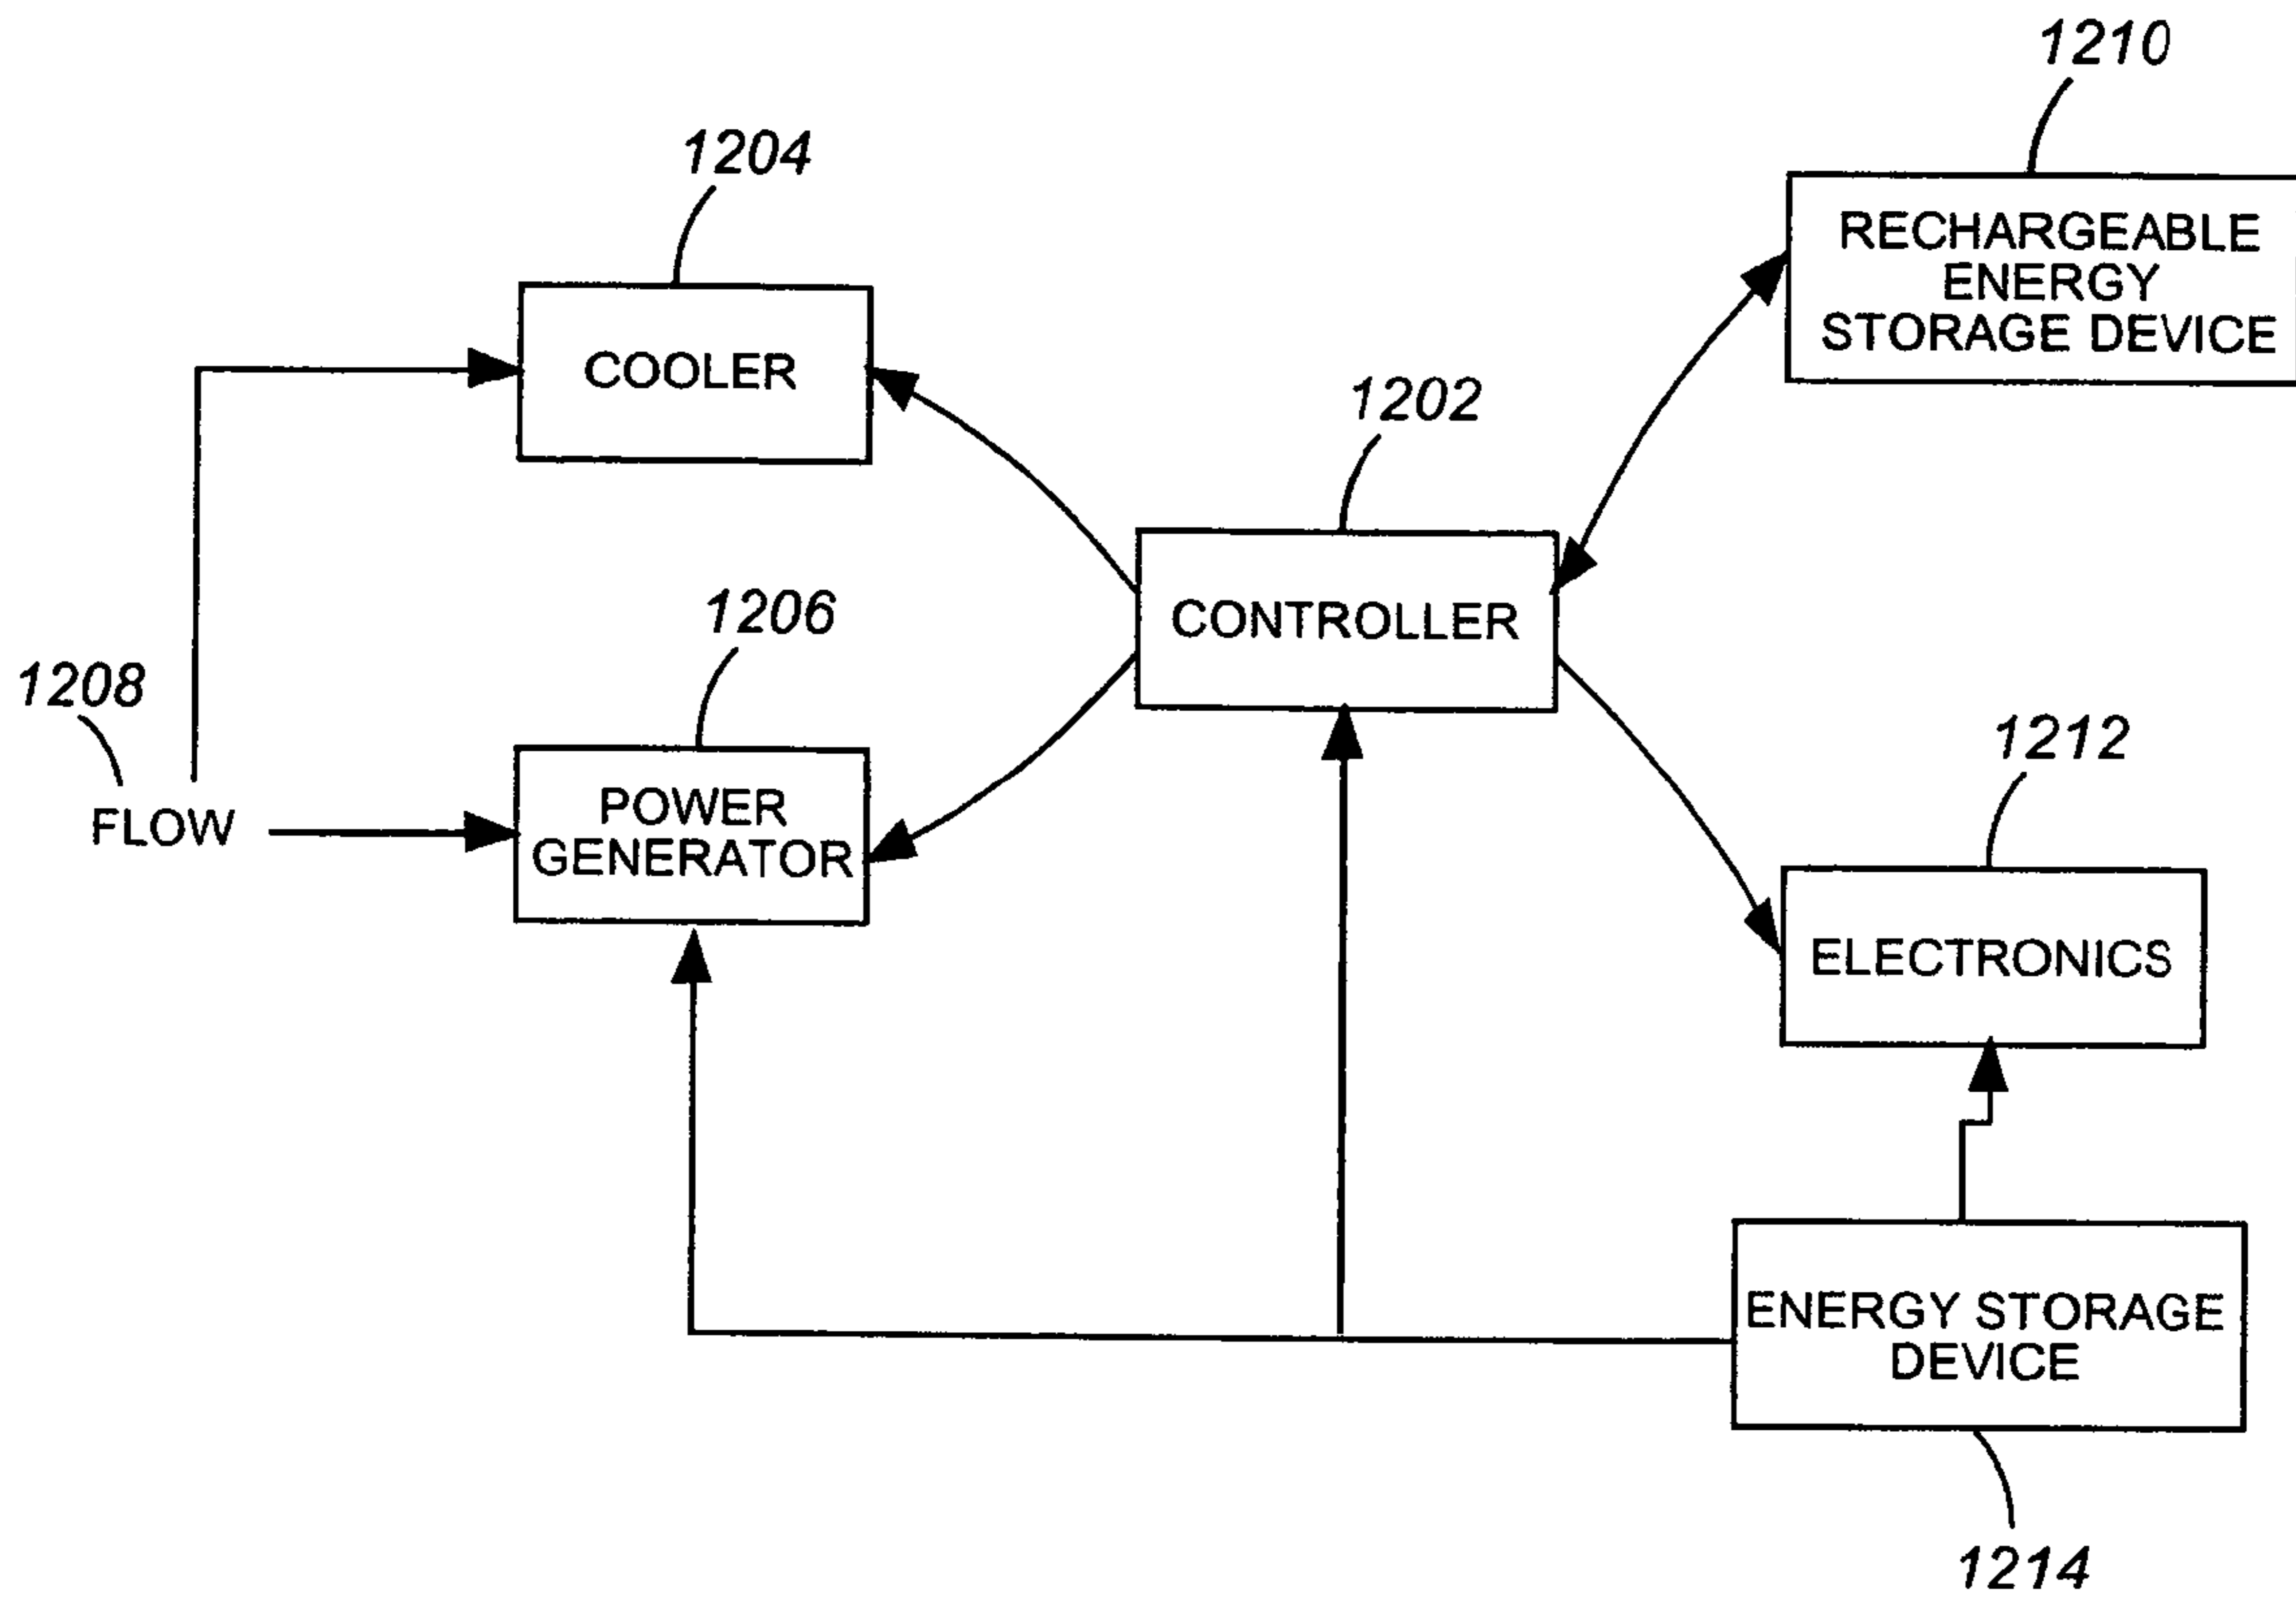 1210
1204
RECHARGEABLE
ENERGY
STORAGE DEVICE
COOLER
1202
1206
CONTROLLER
1208
1212
FLOW
POWER
GENERATOR
ELECTRONICS
ENERGY STORAGE
DEVICE
1214